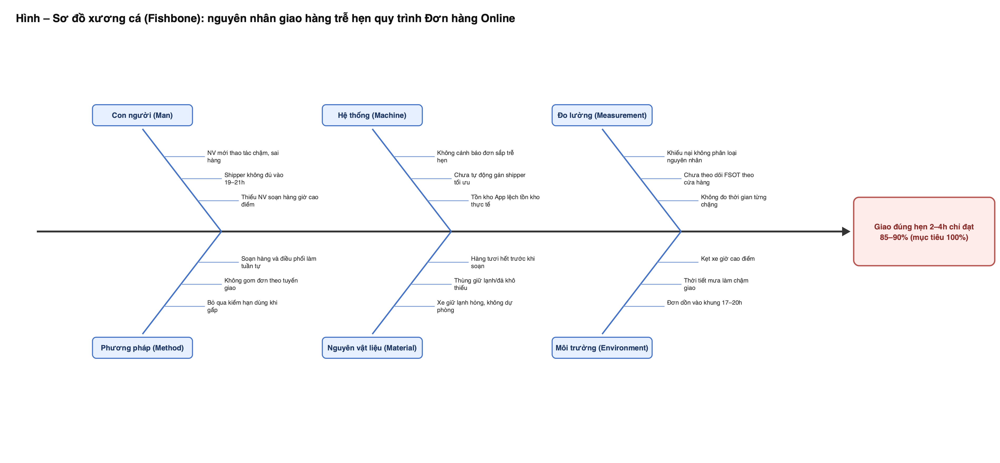 Hình – Sơ đồ xương cá (Fishbone): nguyên nhân giao hàng trễ hẹn quy trình Đơn hàng Online
Con người (Man)
NV mới thao tác chậm, sai
hàng
Shipper không đủ vào
19–21h
Thiếu NV soạn hàng giờ cao
điểm
Hệ thống (Machine)
Không cảnh báo đơn sắp trễ
hẹn
Chưa tự động gán shipper
tối ưu
Tồn kho App lệch tồn kho
thực tế
Đo lường (Measurement)
Khiếu nại không phân loại
nguyên nhân
Chưa theo dõi FSOT theo
cửa hàng
Không đo thời gian từng
chặng
Giao đúng hẹn 2–4h chỉ đạt
85–90% (mục tiêu 100%)
Soạn hàng và điều phối làm
tuần tự
Không gom đơn theo tuyến
giao
Bỏ qua kiểm hạn dùng khi
gấp
Phương pháp (Method)
Hàng tươi hết trước khi
soạn
Thùng giữ lạnh/đá khô
thiếu
Xe giữ lạnh hỏng, không dự
phòng
Nguyên vật liệu (Material)
Kẹt xe giờ cao điểm
Thời tiết mưa làm chậm
giao
Đơn dồn vào khung 17–20h
Môi trường (Environment)